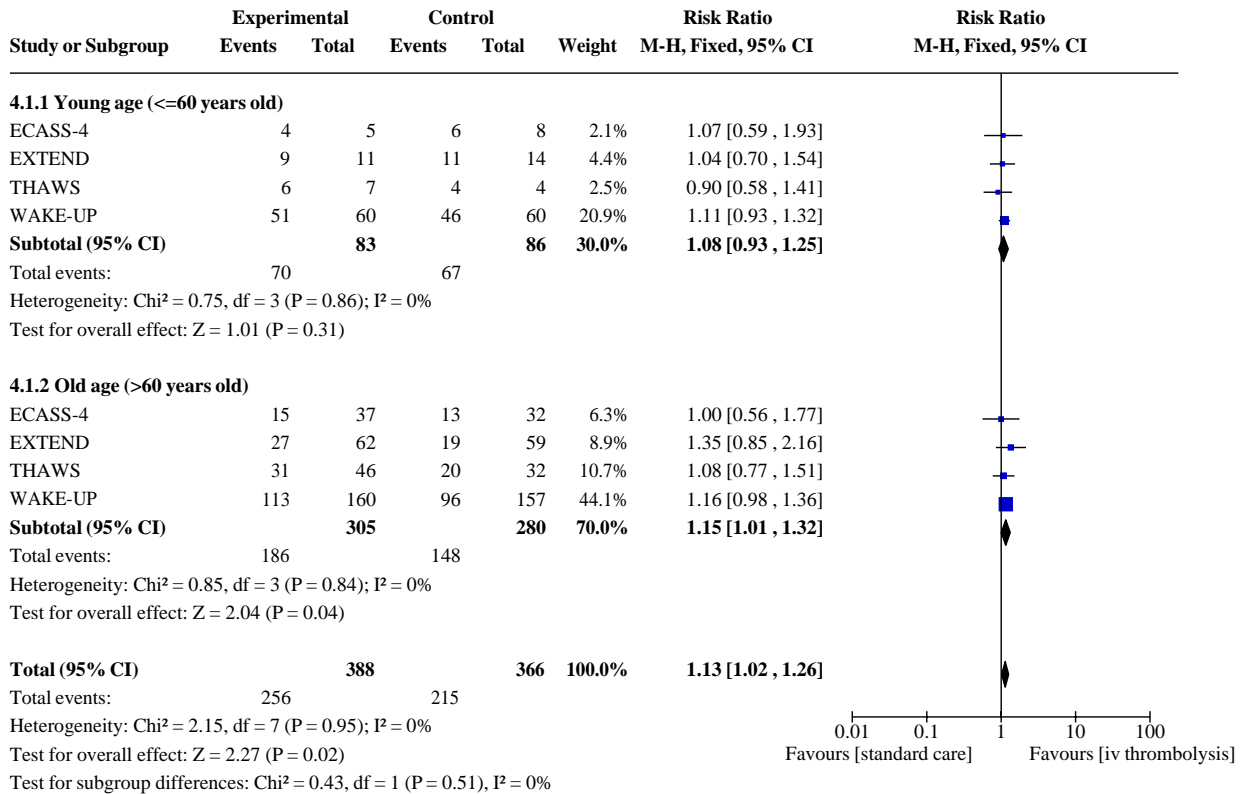 Experimental Control Risk Ratio Risk Ratio
Study or Subgroup Events Total Events Total Weight M-H, Fixed, 95% CI M-H, Fixed, 95% CI
4.1.1 Young age (<=60 years old)
ECASS-4 4 5 6 8 2.1% 1.07 [0.59 , 1.93]
EXTEND 9 11 11 14 4.4% 1.04 [0.70 , 1.54]
THAWS 6 7 4 4 2.5% 0.90 [0.58 , 1.41]
WAKE-UP 51 60 46 60 20.9% 1.11 [0.93 , 1.32]
Subtotal (95% CI) 83 86 30.0% 1.08 [0.93 , 1.25]
Total events: 70 67
Heterogeneity: Chi² = 0.75, df = 3 (P = 0.86); I² = 0%
Test for overall effect: Z = 1.01 (P = 0.31)
4.1.2 Old age (>60 years old)
ECASS-4 15 37 13 32 6.3% 1.00 [0.56 , 1.77]
EXTEND 27 62 19 59 8.9% 1.35 [0.85 , 2.16]
THAWS 31 46 20 32 10.7% 1.08 [0.77 , 1.51]
WAKE-UP 113 160 96 157 44.1% 1.16 [0.98 , 1.36]
Subtotal (95% CI) 305 280 70.0% 1.15 [1.01 , 1.32]
Total events: 186 148
Heterogeneity: Chi² = 0.85, df = 3 (P = 0.84); I² = 0%
Test for overall effect: Z = 2.04 (P = 0.04)
Total (95% CI) 388 366 100.0% 1.13 [1.02 , 1.26]
Total events: 256 215
Heterogeneity: Chi² = 2.15, df = 7 (P = 0.95); I² = 0%
Test for overall effect: Z = 2.27 (P = 0.02)
Test for subgroup differences: Chi² = 0.43, df = 1 (P = 0.51), I² = 0%
0.01 0.1 1 10 100
Favours [standard care] Favours [iv thrombolysis]